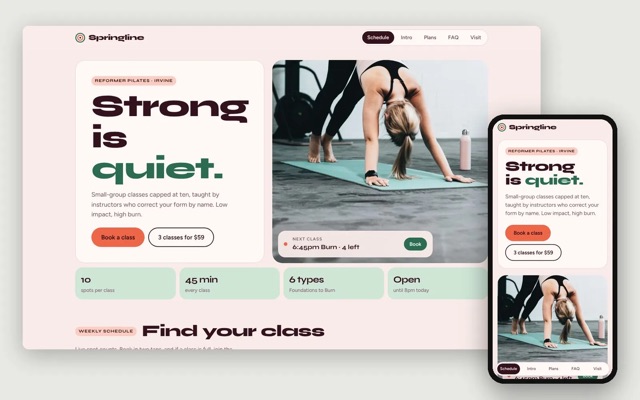 Springline
Schedule Intro Plans FAQ Visit
REFORMER PILATES · IRVINE
Strong
is
quiet.
Small-group classes capped at ten, taught by
instructors who correct your form by name. Low
impact, high burn.
Book a class
3 classes for $59
NEXT CLASS
6:45pm Burn · 4 left
Book
10
spots per class
45 min
every class
6 types
Foundations to Burn
Open
until 8pm today
WEEKLY SCHEDULE
Find your class
Springline
REFORMER PILATES · IRVINE
Strong
is quiet.
Small-group classes capped at ten, taught by
instructors who correct your form by name. Low
impact, high burn.
Book a class
3 classes for $59
Schedule Intro Plans FAQ Visit